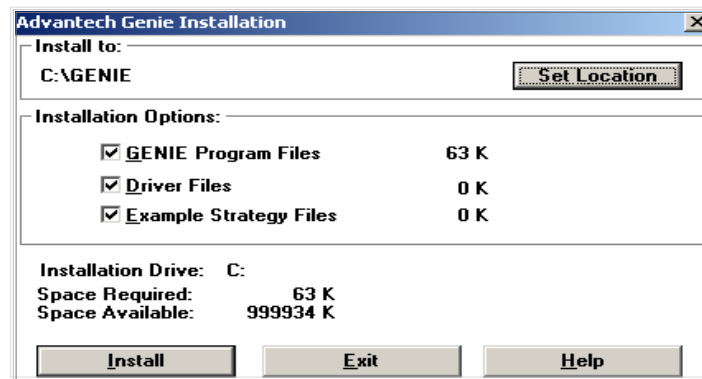 Advantech Genie Installation
Install to:
C:\GENIE Set Location
Installation Options:
GENIE Program Files 63 K
Driver Files 0 K
Example Strategy Files 0 K
Installation Drive: C:
Space Required: 63 K
Space Available: 999934 K
Install Exit Help